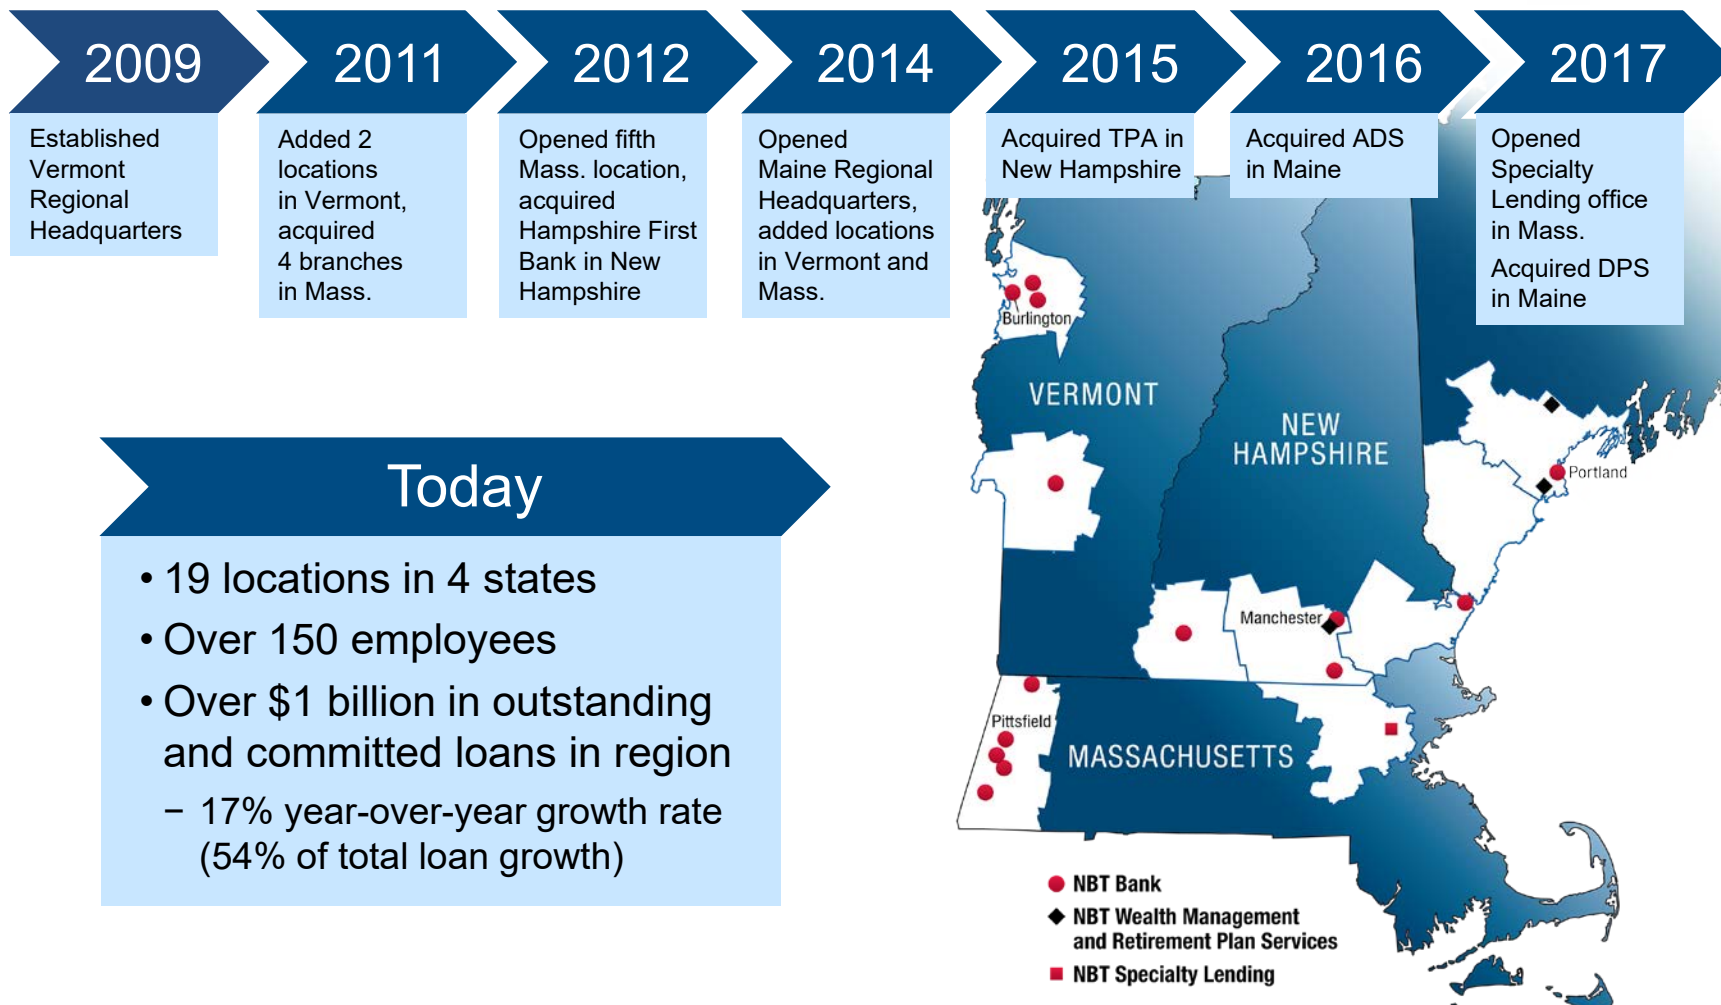 2009
Established
Vermont
Regional
Headquarters
2011
Added 2
locations
in Vermont,
acquired
4 branches
in Mass.
2012
Opened fifth
Mass. location,
acquired
Hampshire First
Bank in New
Hampshire
2014
Opened
Maine Regional
Headquarters,
added locations
in Vermont and
Mass.
2015
Acquired TPA in
New Hampshire
2016
Acquired ADS
in Maine
2017
Opened
Specialty
Lending office
in Mass.
Acquired DPS
in Maine
Today
• 19 locations in 4 states
• Over 150 employees
• Over $1 billion in outstanding
and committed loans in region
− 17% year-over-year growth rate
(54% of total loan growth)
Burlington
VERMONT
NEW
HAMPSHIRE
Portland
Manchester
Pittsfield
MASSACHUSETTS
NBT Bank
NBT Wealth Management
and Retirement Plan Services
NBT Specialty Lending